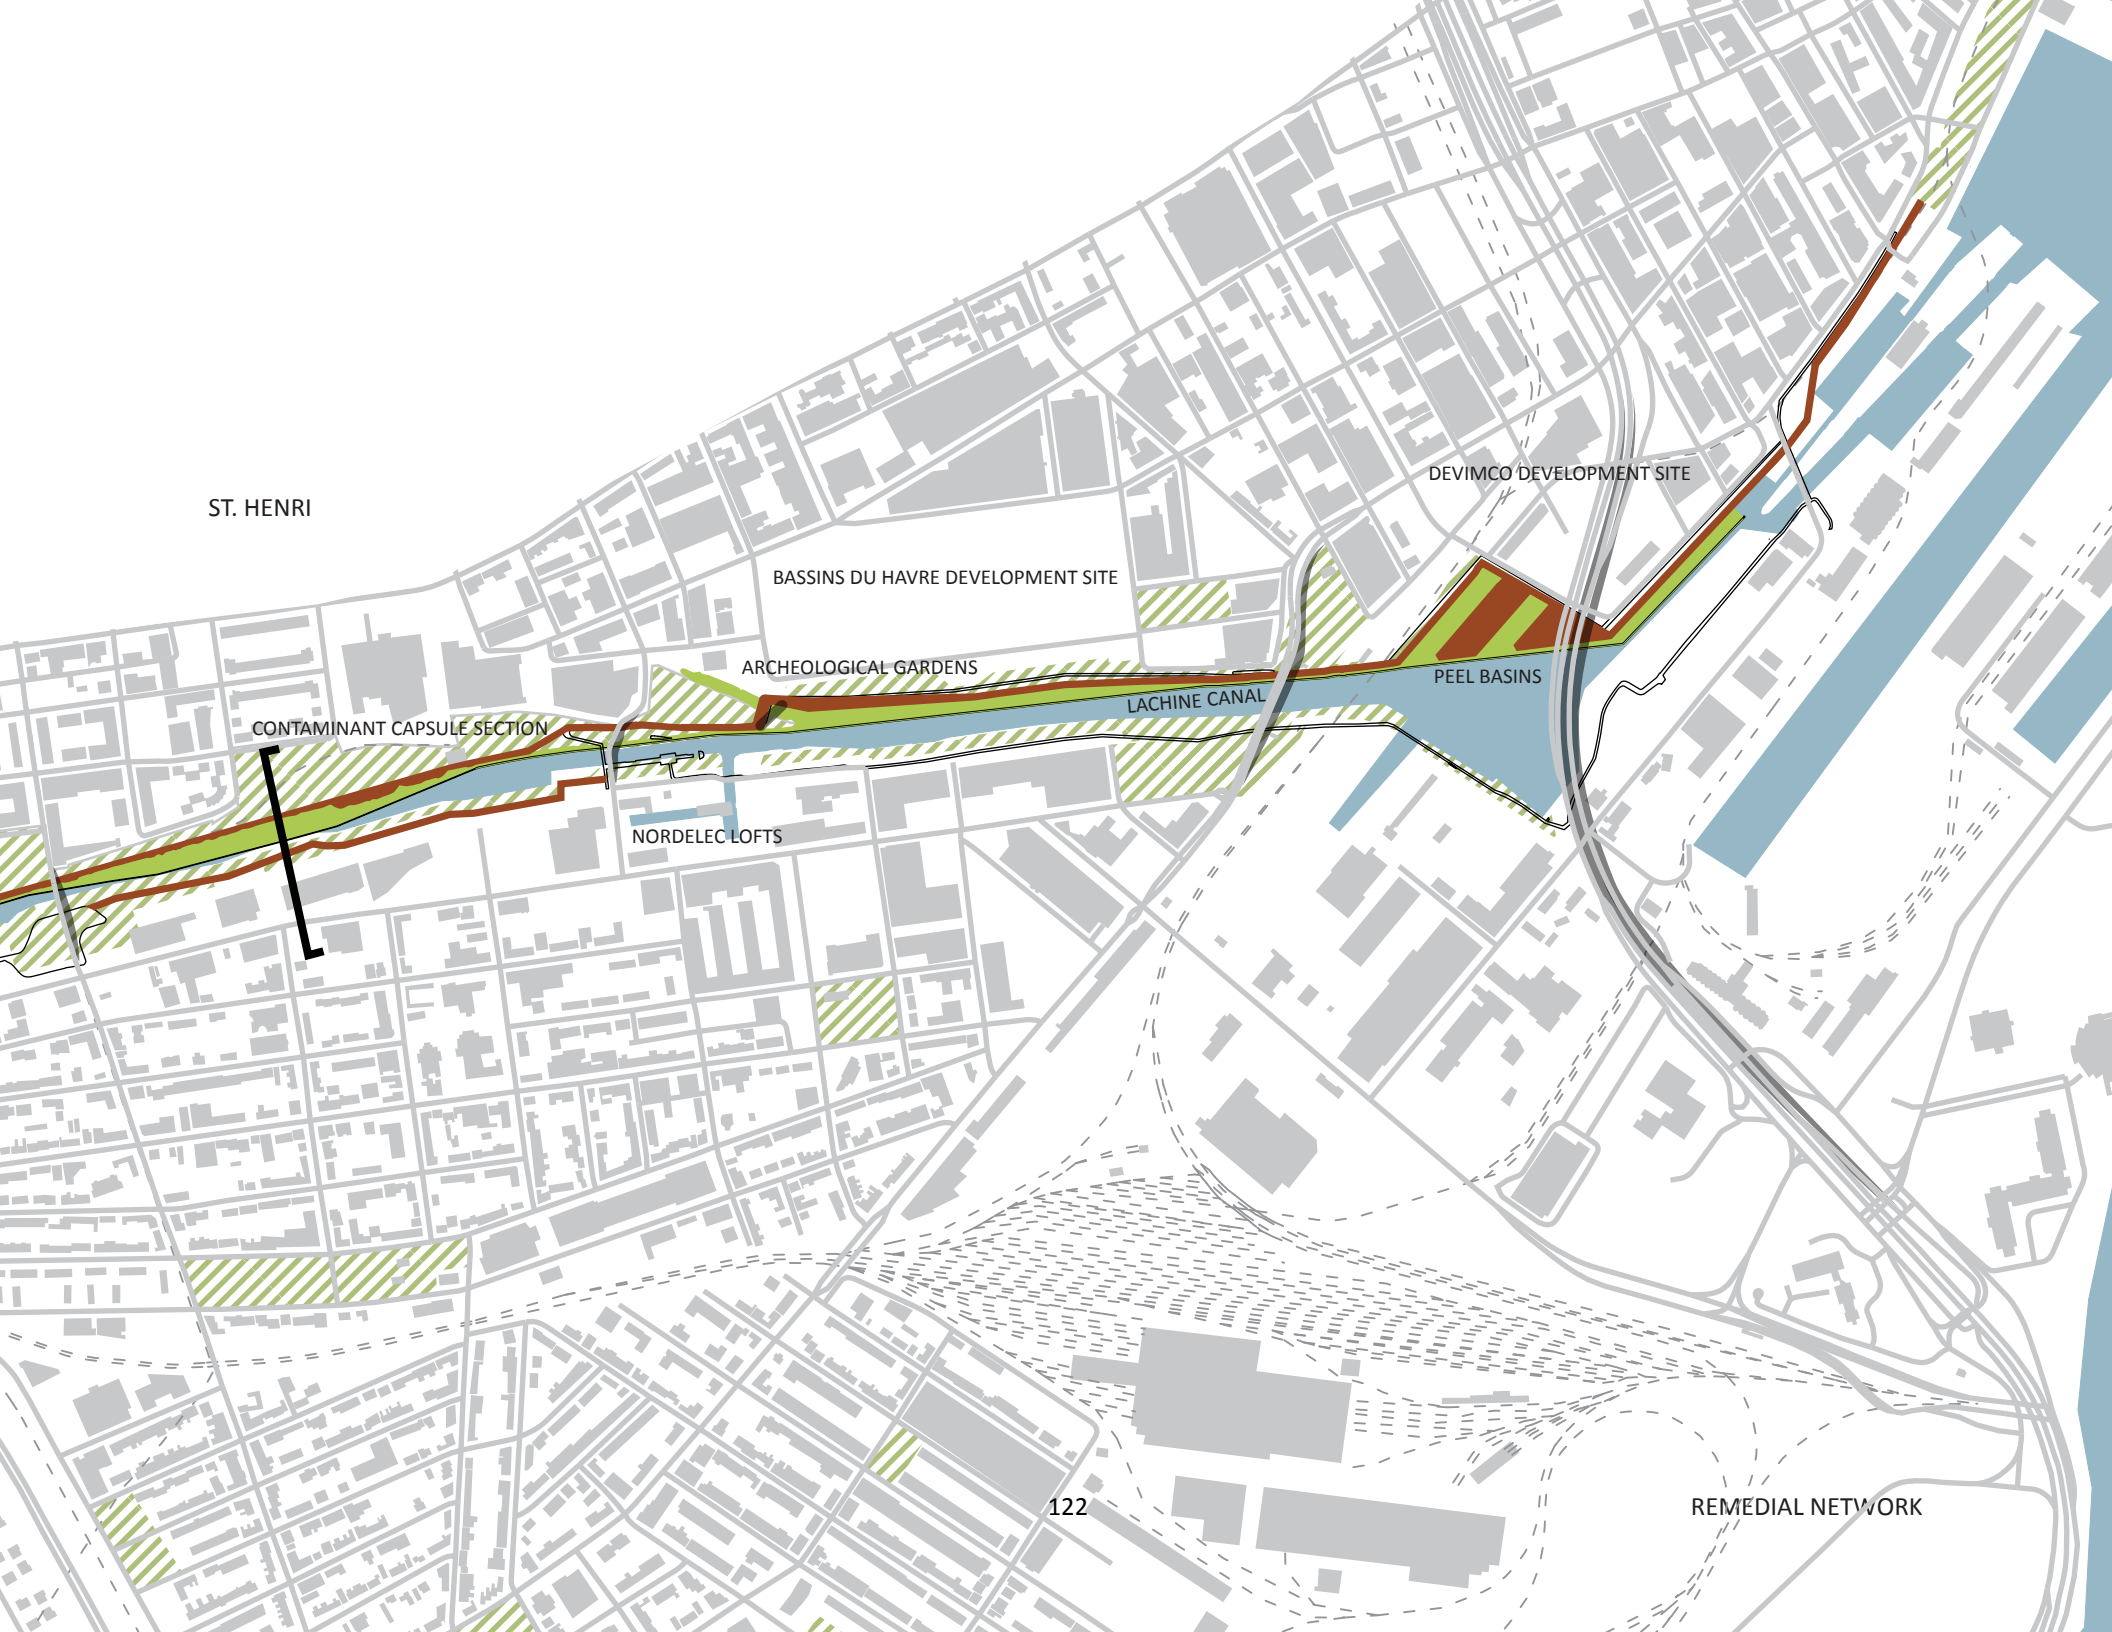 DEVIMCO DEVELOPMENT SITE
ST. HENRI
BASSINS DU HAVRE DEVELOPMENT SITE
ARCHEOLOGICAL GARDENS
PEEL BASINS
LACHINE CANAL
CONTAMINANT CAPSULE SECTION
NORDELEC LOFTS
122
REMEDIAL NETWORK